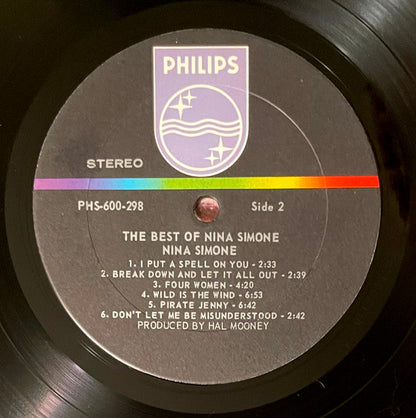 PHILIPS
STEREO
PHS-600-298 Side 2
THE BEST OF NINA SIMONE
NINA SIMONE
1. I PUT A SPELL ON YOU - 2:33
2. BREAK DOWN AND LET IT ALL OUT - 2:39
3. FOUR WOMEN - 4:20
4. WILD IS THE WIND - 6:53
5. PIRATE JENNY - 6:42
6. DON'T LET ME BE MISUNDERSTOOD - 2:42
PRODUCED BY HAL MOONEY